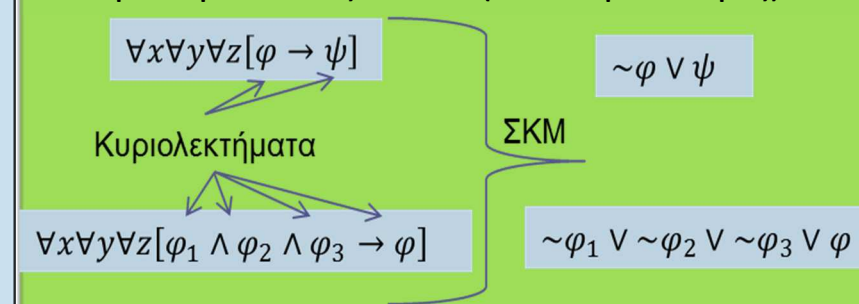 ∀x∀y∀z[φ → ψ]
~φ ∨ ψ
Κυριολεκτήματα
ΣΚΜ
∀x∀y∀z[φ₁ ∧ φ₂ ∧ φ₃ → φ]
~φ₁ ∨ ~φ₂ ∨ ~φ₃ ∨ φ